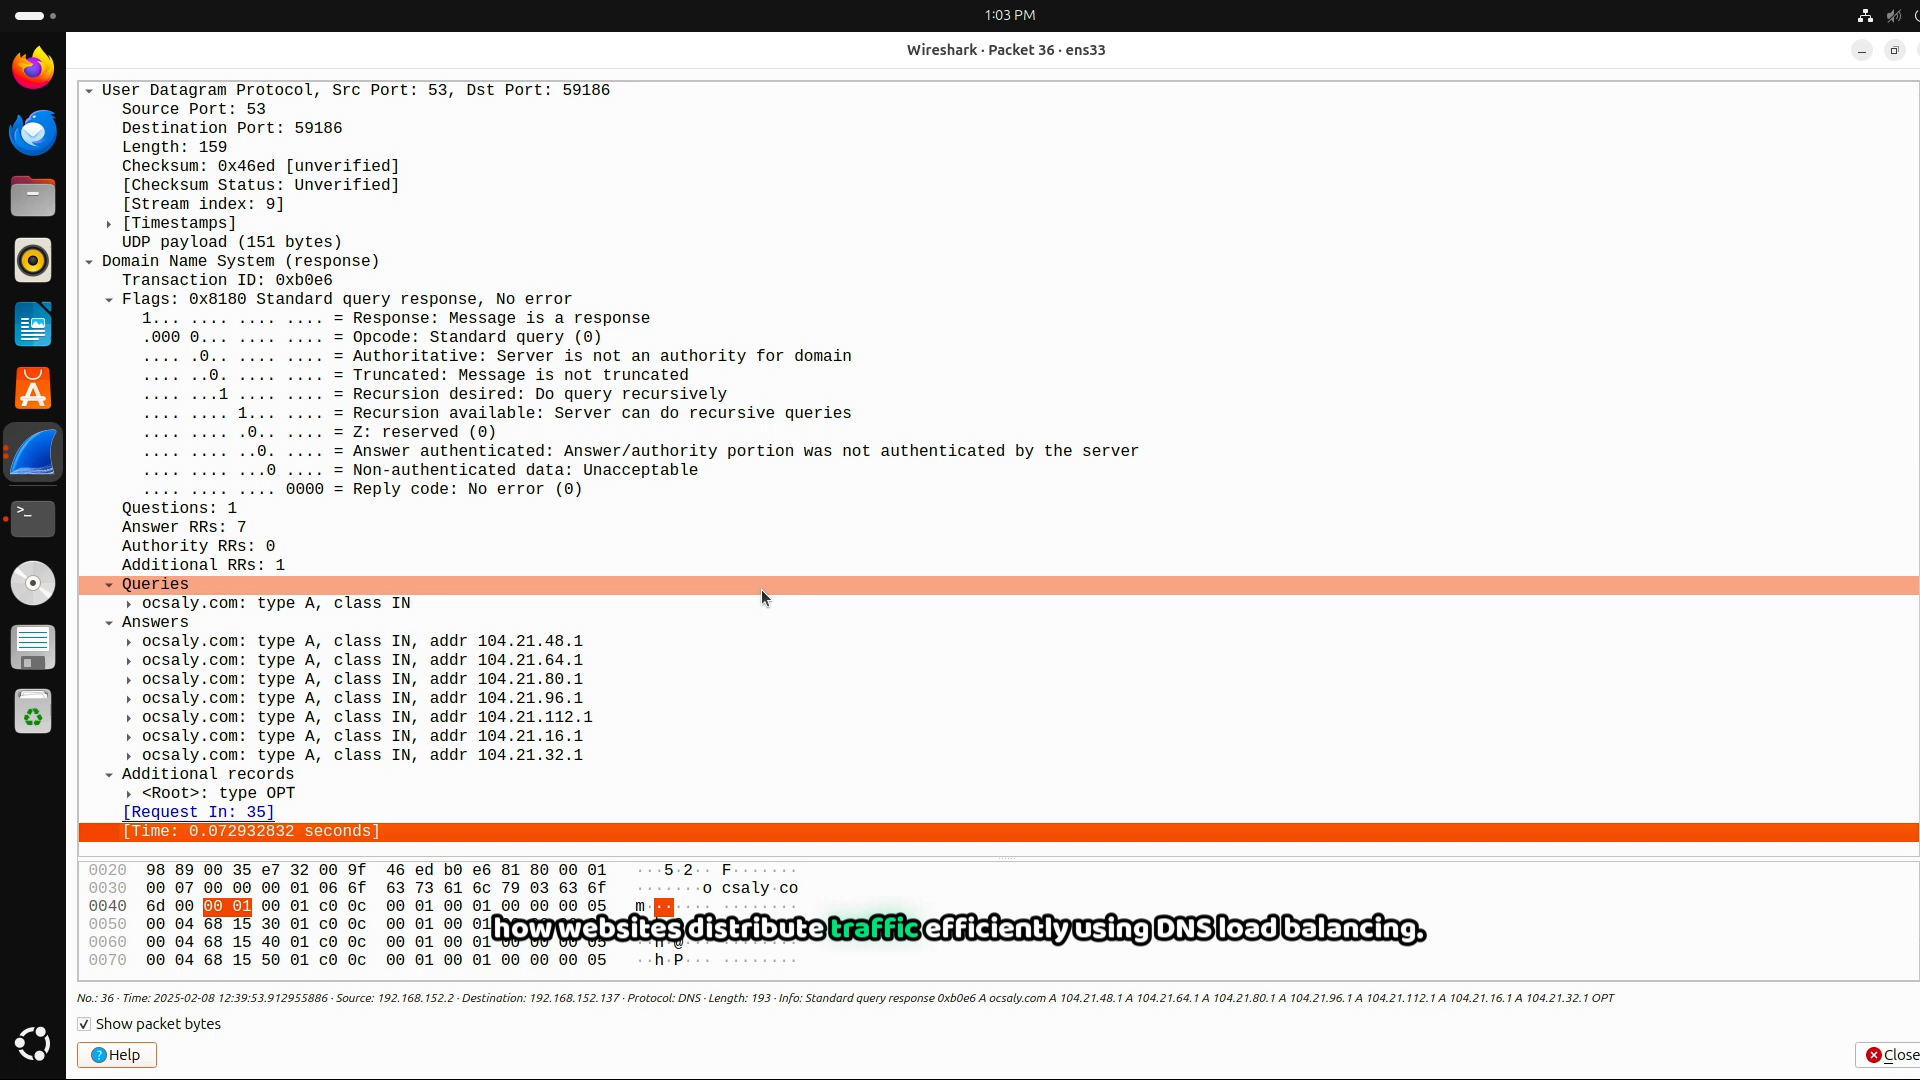 1:03 PM
Wireshark · Packet 36 · ens33
User Datagram Protocol, Src Port: 53, Dst Port: 59186
Source Port: 53
Destination Port: 59186
Length: 159
Checksum: 0x46ed [unverified]
[Checksum Status: Unverified]
[Stream index: 9]
[Timestamps]
UDP payload (151 bytes)
Domain Name System (response)
Transaction ID: 0xb0e6
Flags: 0x8180 Standard query response, No error
1... .... .... .... = Response: Message is a response
.000 0... .... .... = Opcode: Standard query (0)
.... .0.. .... .... = Authoritative: Server is not an authority for domain
.... ..0. .... .... = Truncated: Message is not truncated
.... ...1 .... .... = Recursion desired: Do query recursively
.... .... 1... .... = Recursion available: Server can do recursive queries
.... .... .0.. .... = Z: reserved (0)
.... .... ..0. .... = Answer authenticated: Answer/authority portion was not authenticated by the server
.... .... ...0 .... = Non-authenticated data: Unacceptable
.... .... .... 0000 = Reply code: No error (0)
Questions: 1
Answer RRs: 7
Authority RRs: 0
Additional RRs: 1
Queries
ocsaly.com: type A, class IN
Answers
ocsaly.com: type A, class IN, addr 104.21.48.1
ocsaly.com: type A, class IN, addr 104.21.64.1
ocsaly.com: type A, class IN, addr 104.21.80.1
ocsaly.com: type A, class IN, addr 104.21.96.1
ocsaly.com: type A, class IN, addr 104.21.112.1
ocsaly.com: type A, class IN, addr 104.21.16.1
ocsaly.com: type A, class IN, addr 104.21.32.1
Additional records
<Root>: type OPT
[Request In: 35]
[Time: 0.072932832 seconds]
0020 98 89 00 35 e7 32 00 9f 46 ed b0 e6 81 80 00 01 ···5·2·· F·······
0030 00 07 00 00 00 01 06 6f 63 73 61 6c 79 03 63 6f ·······o csaly·co
0040 6d 00 00 01 00 01 c0 0c 00 01 00 01 00 00 00 05 m······· ········
0050 00 04 68 15 30 01 c0 0c 00 01 00
how websites distribute traffic efficiently using DNS load balancing.
0060 00 04 68 15 40 01 c0 0c 00 01 00 01 00 00 00 05 ··h·@··· ········
0070 00 04 68 15 50 01 c0 0c 00 01 00 01 00 00 00 05 ··h·P··· ········
No.: 36 · Time: 2025-02-08 12:39:53.912955886 · Source: 192.168.152.2 · Destination: 192.168.152.137 · Protocol: DNS · Length: 193 · Info: Standard query response 0xb0e6 A ocsaly.com A 104.21.48.1 A 104.21.64.1 A 104.21.80.1 A 104.21.96.1 A 104.21.112.1 A 104.21.16.1 A 104.21.32.1 OPT
Show packet bytes
Help
Close